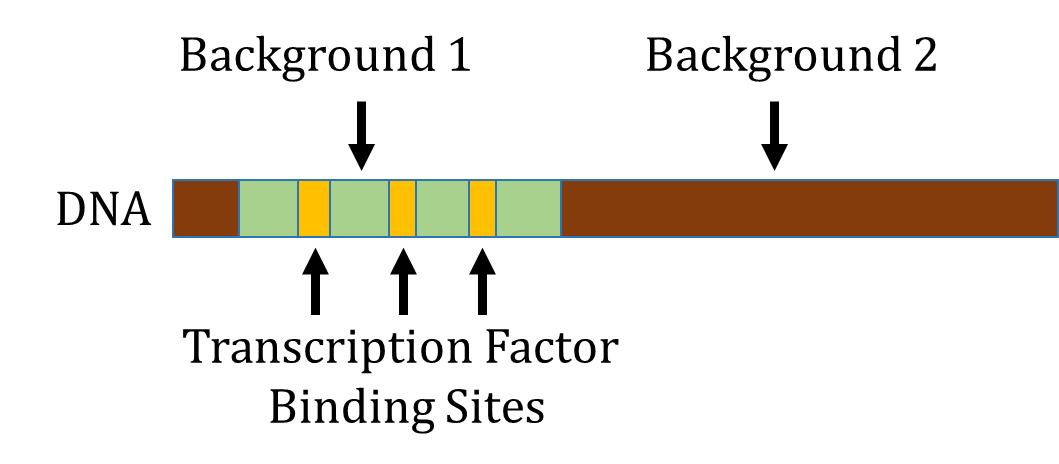 Background 1
Background 2
DNA
Transcription Factor
Binding Sites